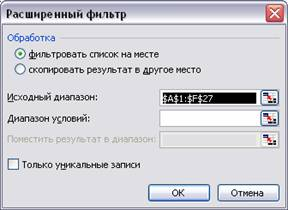 Расширенный фильтр
Обработка
фильтровать список на месте
скопировать результат в другое место
Исходный диапазон: $A$1:$F$27
Диапазон условий:
Поместить результат в диапазон:
Только уникальные записи
ОК Отмена